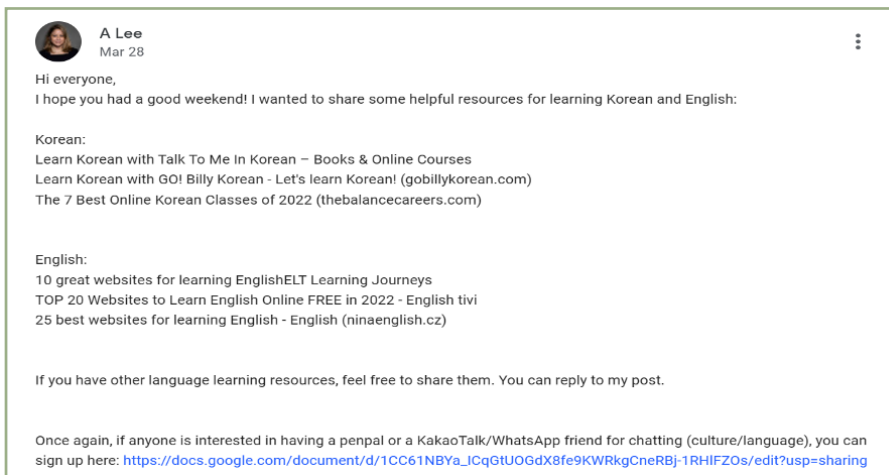 A Lee
Mar 28
Hi everyone,
I hope you had a good weekend! I wanted to share some helpful resources for learning Korean and English:
Korean:
Learn Korean with Talk To Me In Korean – Books & Online Courses
Learn Korean with GO! Billy Korean - Let's learn Korean! (gobillykorean.com)
The 7 Best Online Korean Classes of 2022 (thebalancecareers.com)
English:
10 great websites for learning EnglishELT Learning Journeys
TOP 20 Websites to Learn English Online FREE in 2022 - English tivi
25 best websites for learning English - English (ninaenglish.cz)
If you have other language learning resources, feel free to share them. You can reply to my post.
Once again, if anyone is interested in having a penpal or a KakaoTalk/WhatsApp friend for chatting (culture/language), you can
sign up here: https://docs.google.com/document/d/1CC61NBYa_ICqGtUOGdX8fe9KWRkgCneRBj-1RHlFZOs/edit?usp=sharing